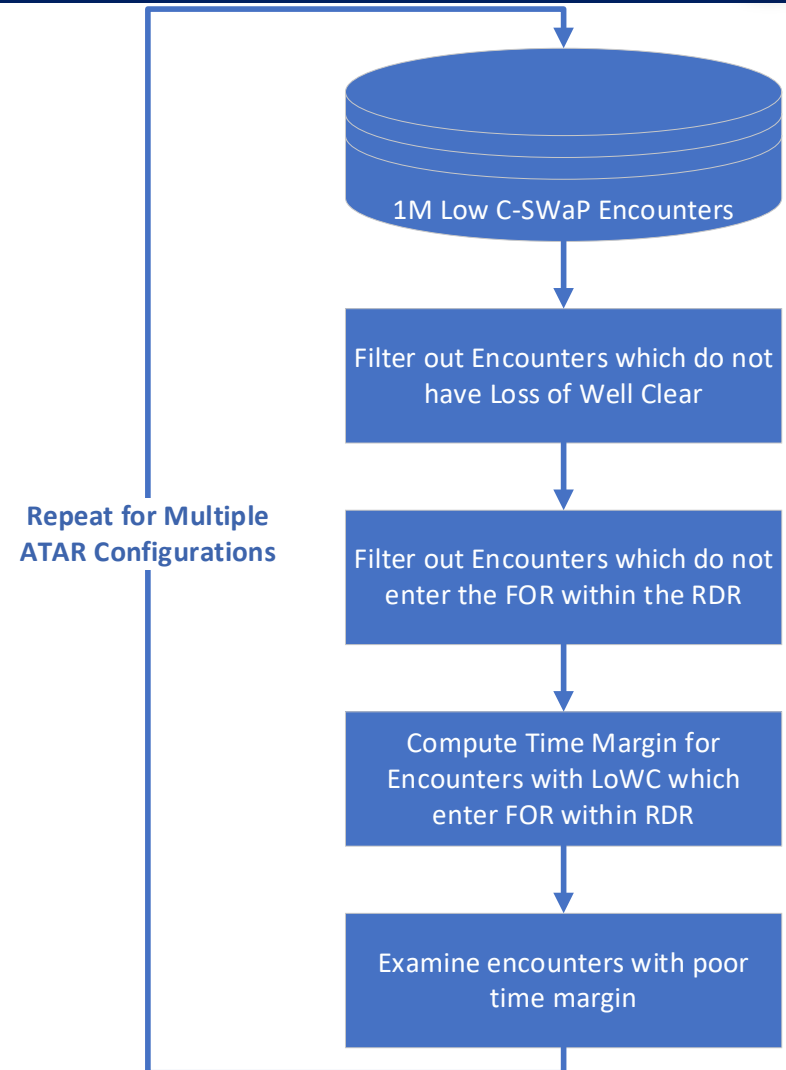 1M Low C-SWaP Encounters
Filter out Encounters which do not
have Loss of Well Clear
Repeat for Multiple
ATAR Configurations
Filter out Encounters which do not
enter the FOR within the RDR
Compute Time Margin for
Encounters with LoWC which
enter FOR within RDR
Examine encounters with poor
time margin